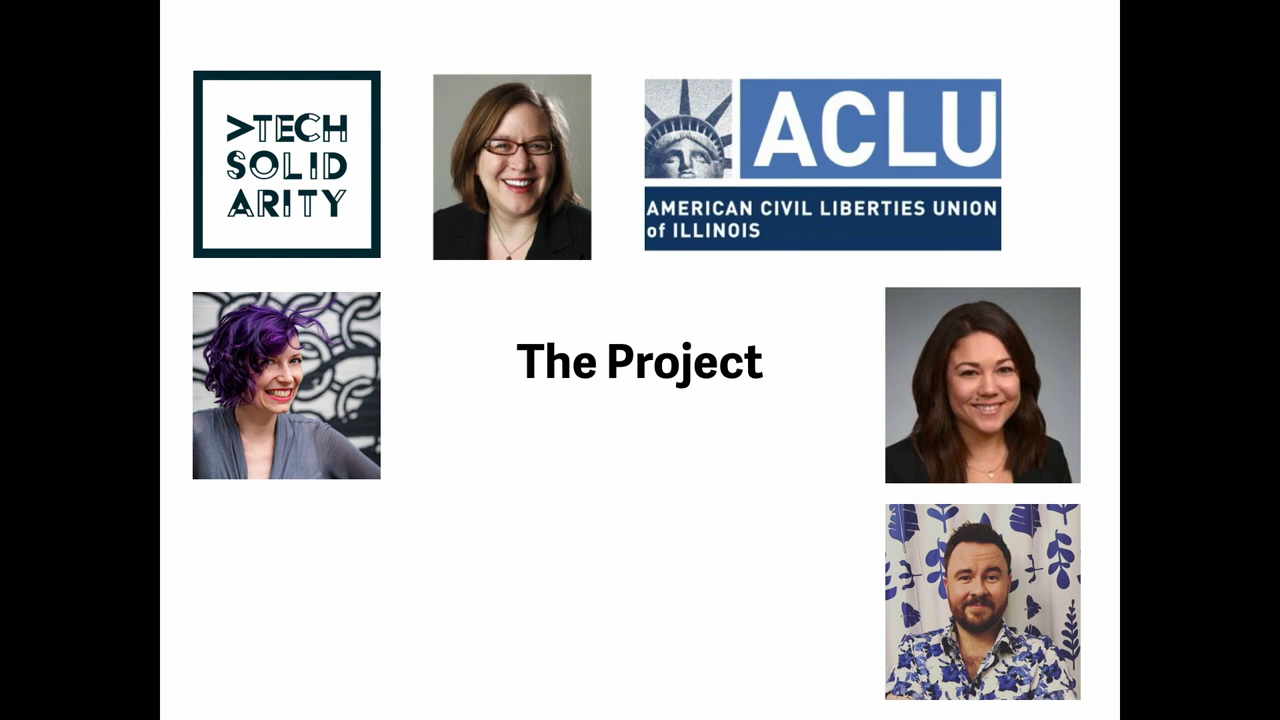 >TECH
SOLID
ARITY
ACLU
AMERICAN CIVIL LIBERTIES UNION
of ILLINOIS
The Project